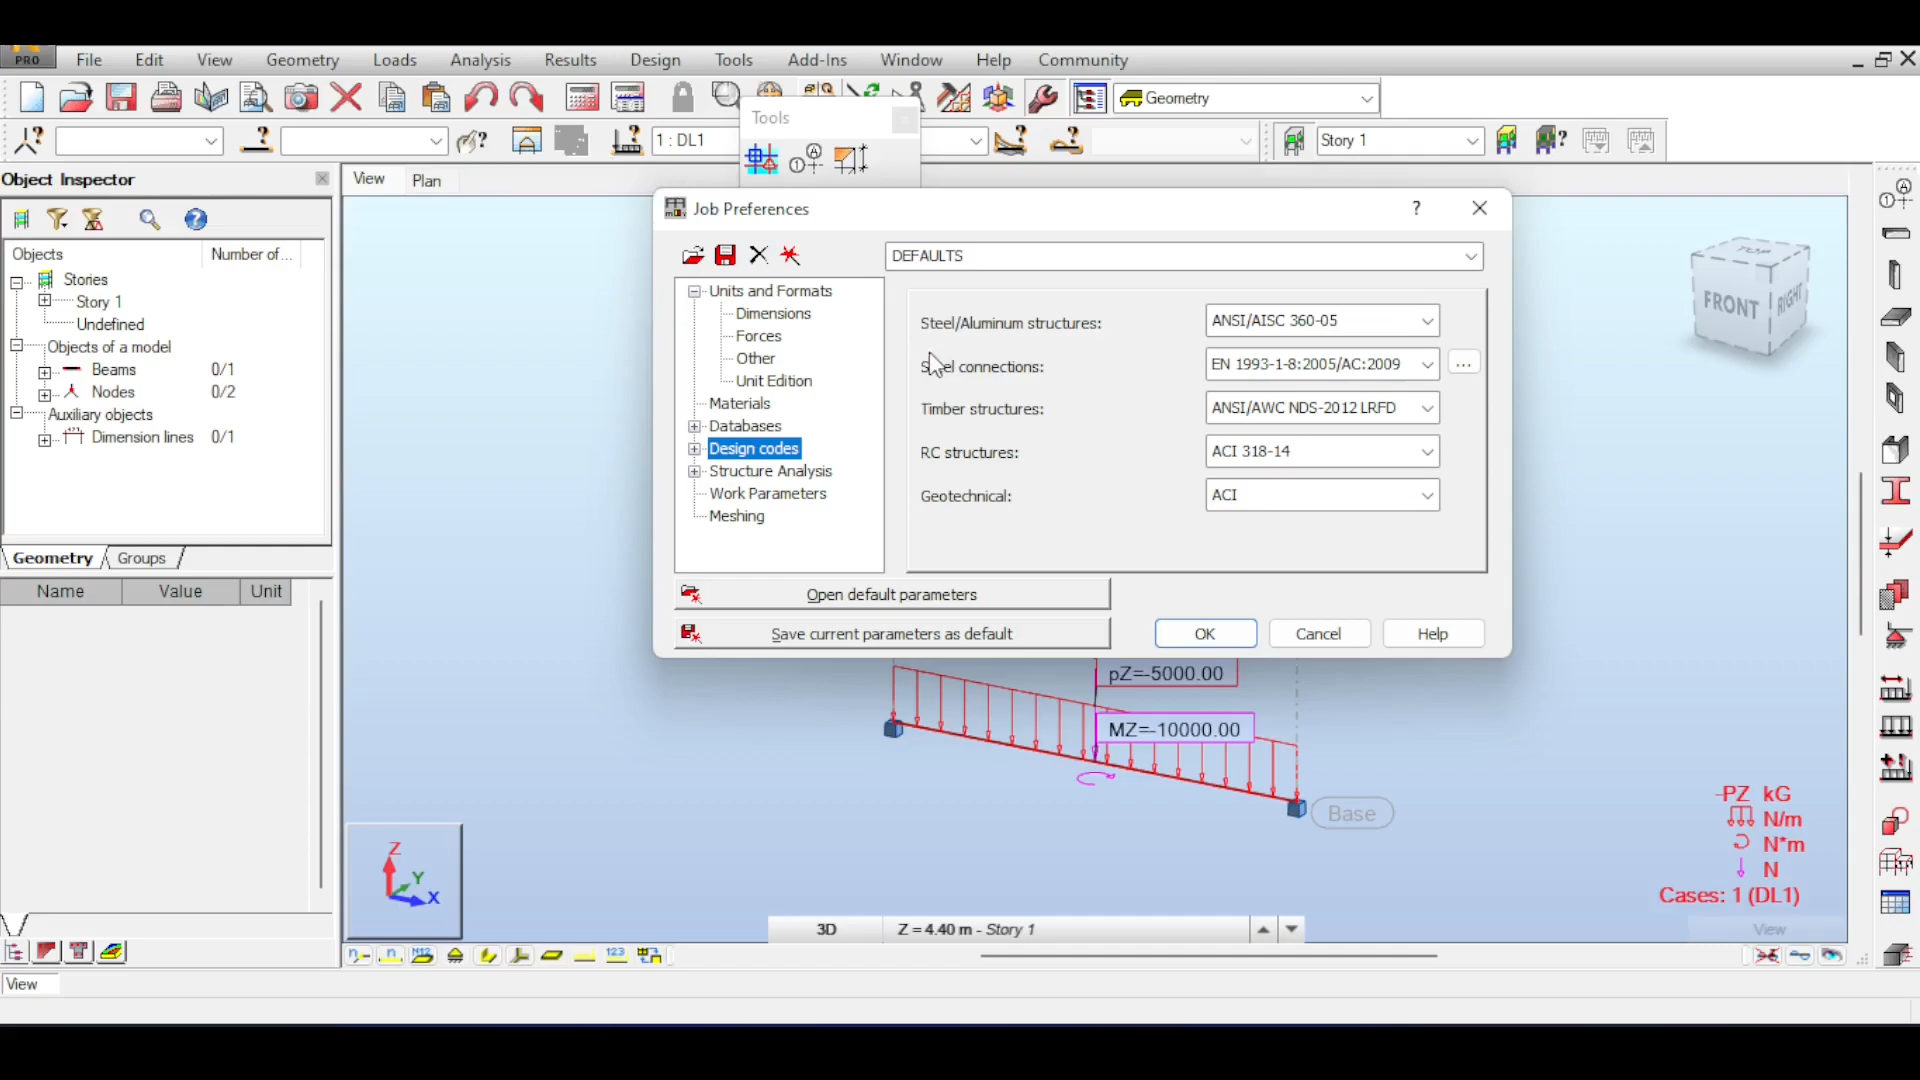 PRO
File Edit View Geometry Loads Analysis Results Design Tools Add-Ins Window Help Community
Geometry
1 : DL1
Story 1
Tools
Object Inspector
View
Plan
Objects
Number of...
Stories
Story 1
Undefined
Objects of a model
Beams 0/1
Nodes 0/2
Auxiliary objects
Dimension lines 0/1
Geometry
Groups
Name Value Unit
Job Preferences
?
DEFAULTS
Units and Formats
Dimensions
Forces
Other
Unit Edition
Materials
Databases
Design codes
Structure Analysis
Work Parameters
Meshing
Steel/Aluminum structures: ANSI/AISC 360-05
connections: EN 1993-1-8:2005/AC:2009 ...
Timber structures: ANSI/AWC NDS-2012 LRFD
RC structures: ACI 318-14
Geotechnical: ACI
Open default parameters
Save current parameters as default
OK
Cancel
Help
TOP
FRONT
RIGHT
pZ=-5000.00
MZ=-10000.00
Base
-PZ kG
N/m
N*m
N
Cases: 1 (DL1)
View
Z
Y
X
3D
Z = 4.40 m - Story 1
View